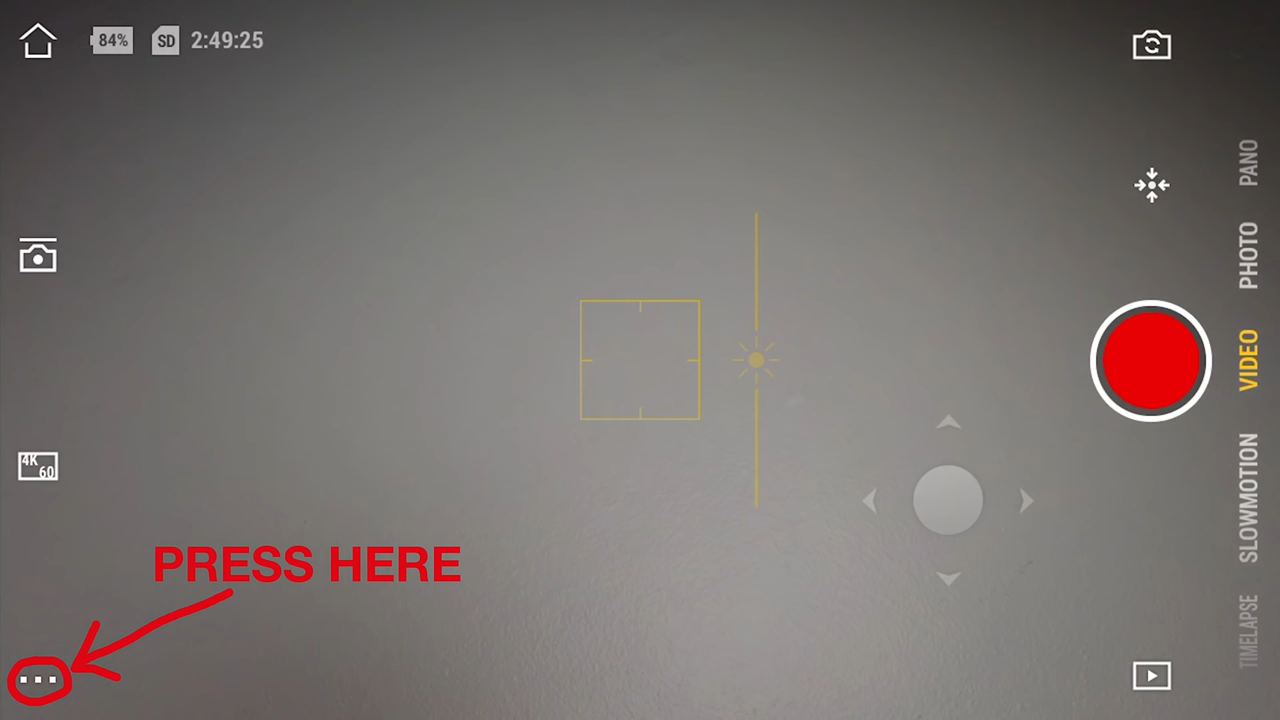 84%
SD
2:49:25
PANO
PHOTO
VIDEO
SLOWMOTION
TIMELAPSE
4K
60
PRESS HERE